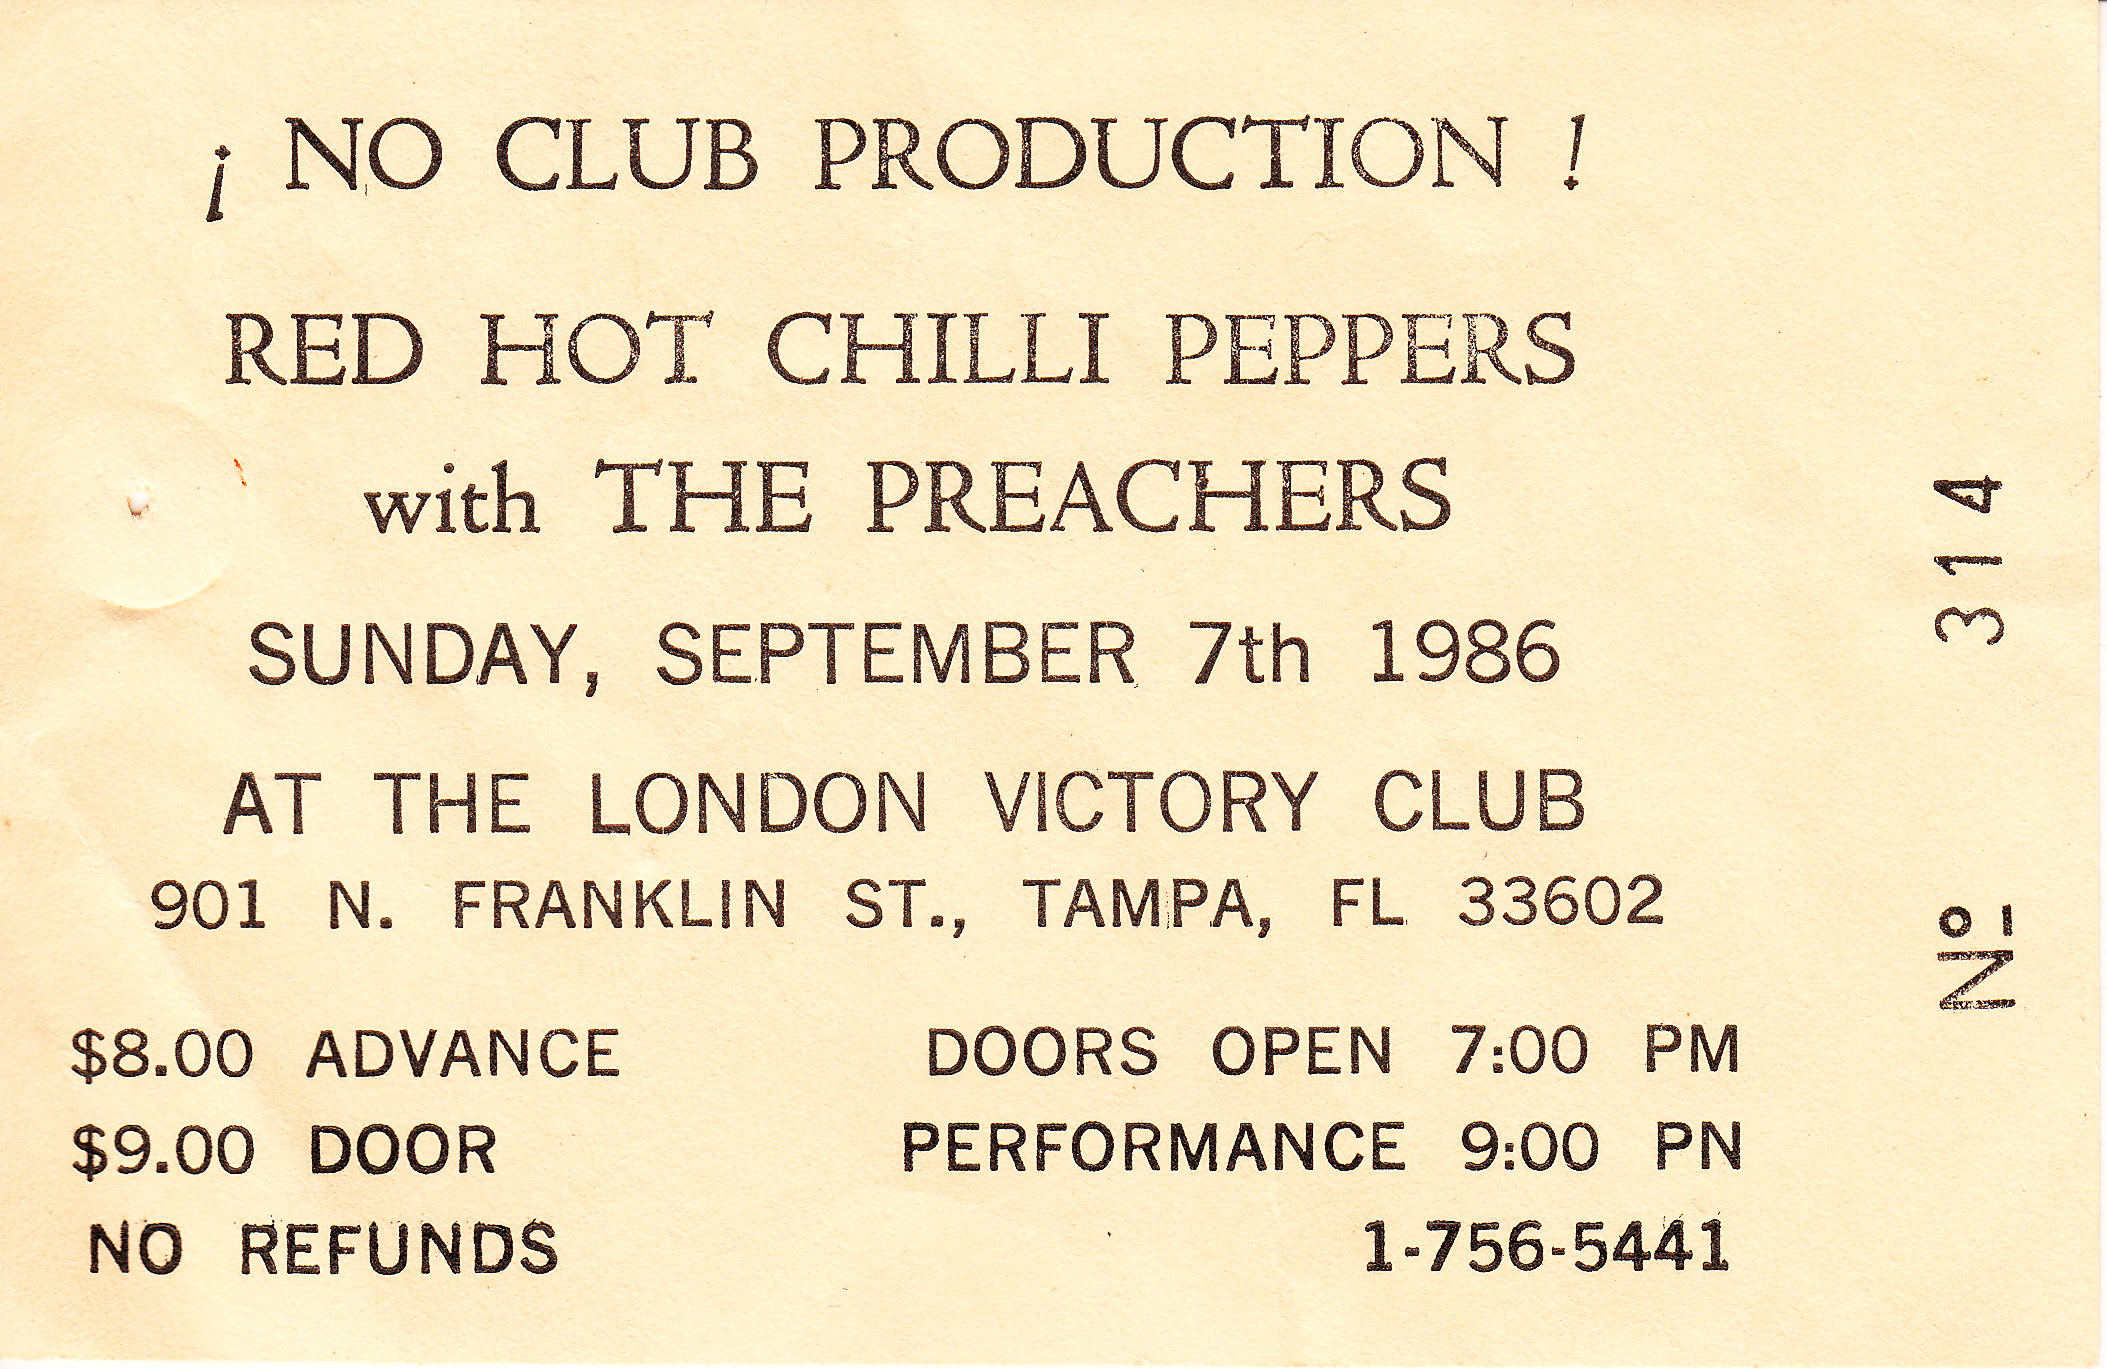 ¡ NO CLUB PRODUCTION !
RED HOT CHILLI PEPPERS
with THE PREACHERS
SUNDAY, SEPTEMBER 7th 1986
AT THE LONDON VICTORY CLUB
901 N. FRANKLIN ST., TAMPA, FL 33602
$8.00 ADVANCE DOORS OPEN 7:00 PM
$9.00 DOOR PERFORMANCE 9:00 PN
NO REFUNDS 1-756-5441
Nº 314